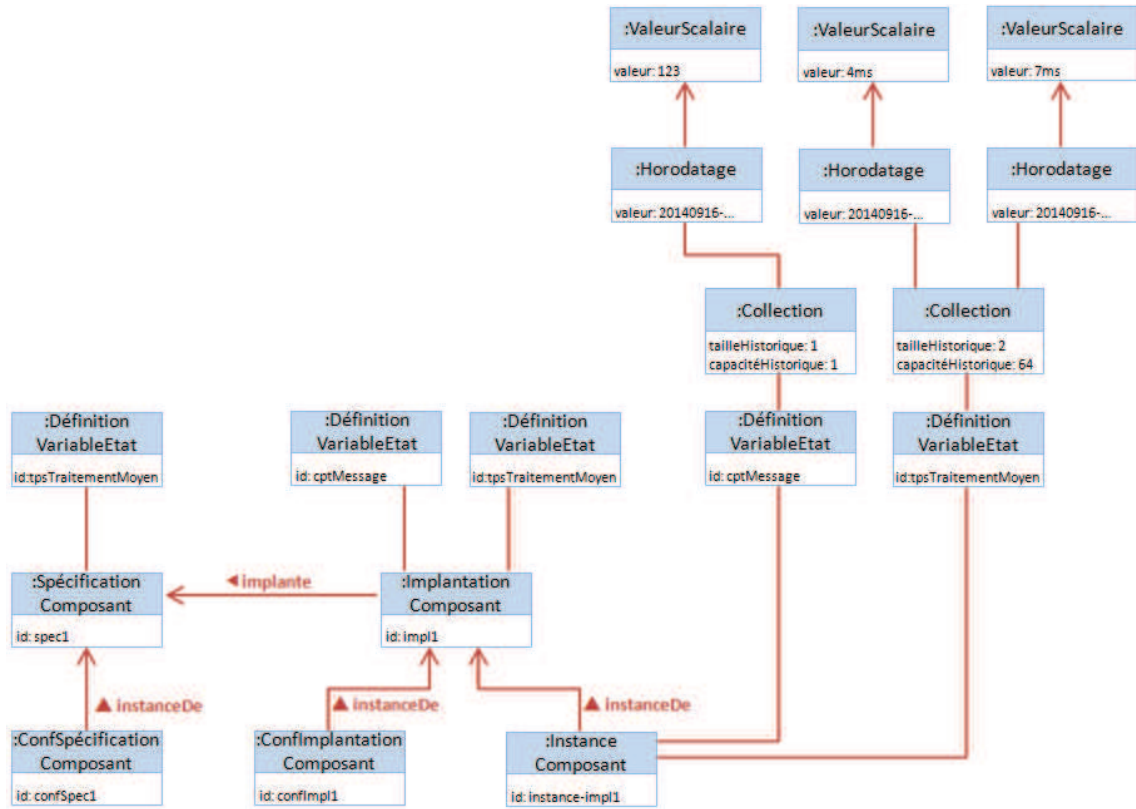 :ValeurScalaire
valeur: 123
:ValeurScalaire
valeur: 4ms
:ValeurScalaire
valeur: 7ms
:Horodatage
valeur: 20140916-...
:Horodatage
valeur: 20140916-...
:Horodatage
valeur: 20140916-...
:Collection
tailleHistorique: 1
capacitéHistorique: 1
:Collection
tailleHistorique: 2
capacitéHistorique: 64
:Définition
VariableEtat
id:tpsTraitementMoyen
:Définition
VariableEtat
id: cptMessage
:Définition
VariableEtat
id:tpsTraitementMoyen
:Définition
VariableEtat
id: cptMessage
:Définition
VariableEtat
id:tpsTraitementMoyen
:Spécification
Composant
id: spec1
implante
:Implantation
Composant
id: impl1
instanceDe
instanceDe
instanceDe
:ConfSpécification
Composant
id: confSpec1
:ConfImplantation
Composant
id: confImpl1
:Instance
Composant
id: instance-impl1